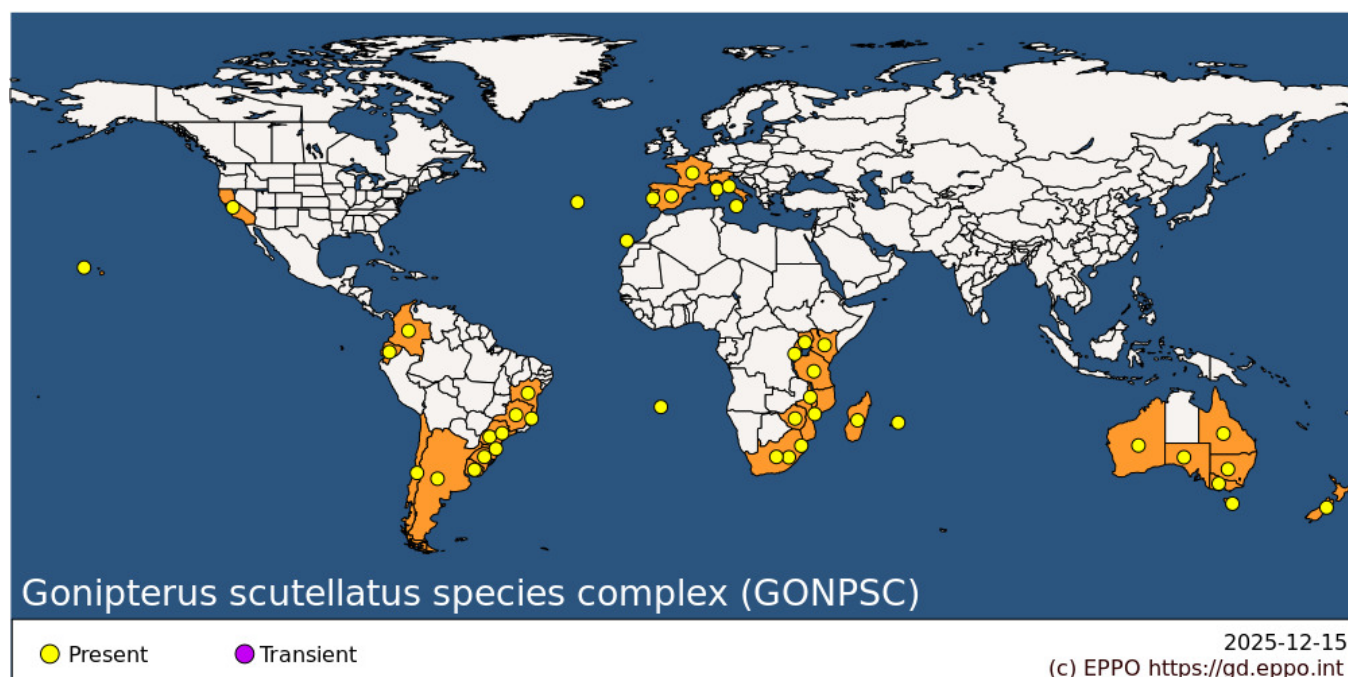 Gonipterus scutellatus species complex (GONPSC)
Present
Transient
2025-12-15
(c) EPPO https://gd.eppo.int